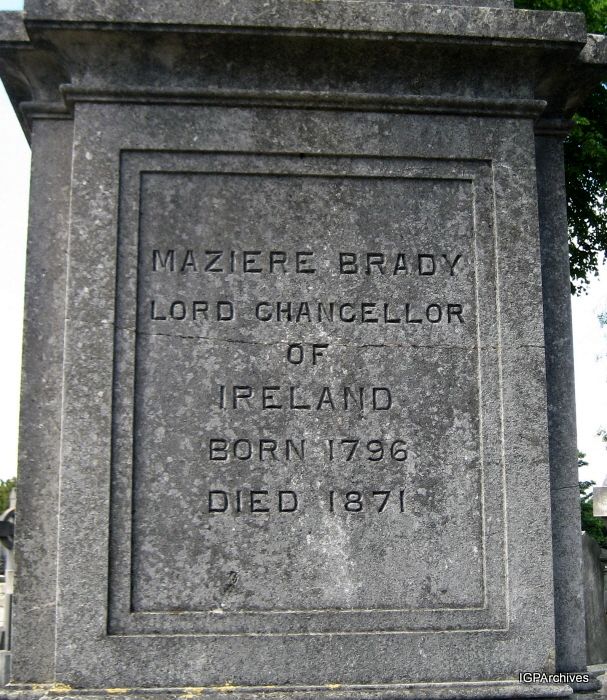 MAZIERE BRADY
LORD CHANCELLOR
OF
IRELAND
BORN 1796
DIED 1871
IGPArchives